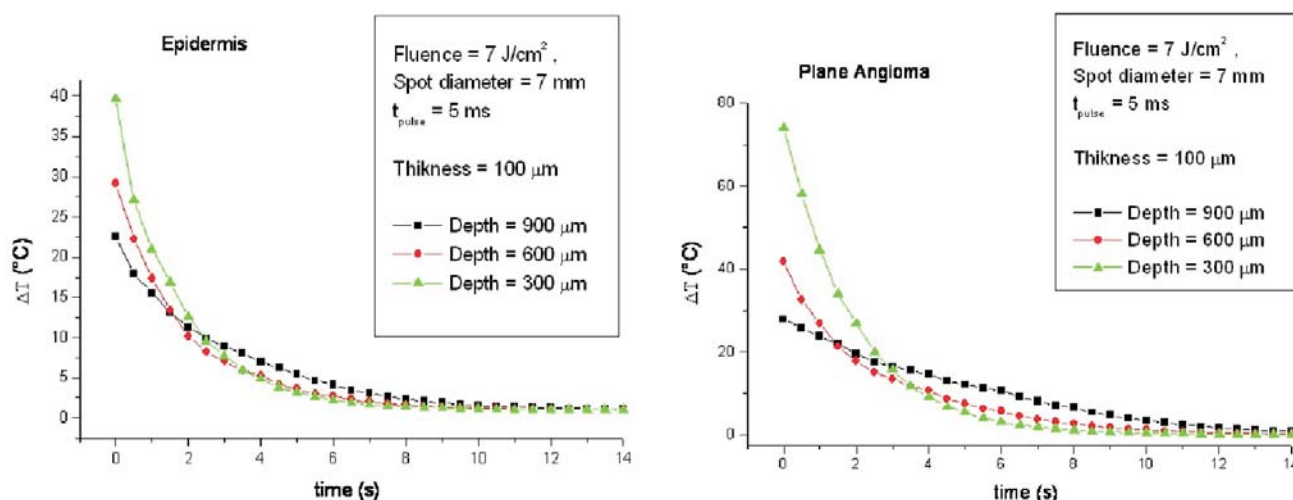 Epidermis
Fluence = 7 J/cm²,
Spot diameter = 7 mm
t_pulse = 5 ms
Thikness = 100 μm
Depth = 900 μm
Depth = 600 μm
Depth = 300 μm
40
35
30
25
20
15
10
5
0
ΔT (°C)
0 2 4 6 8 10 12 14
time (s)
Plane Angioma
Fluence = 7 J/cm²,
Spot diameter = 7 mm
t_pulse = 5 ms
Thikness = 100 μm
Depth = 900 μm
Depth = 600 μm
Depth = 300 μm
80
60
40
20
0
ΔT (°C)
0 2 4 6 8 10 12 14
time (s)